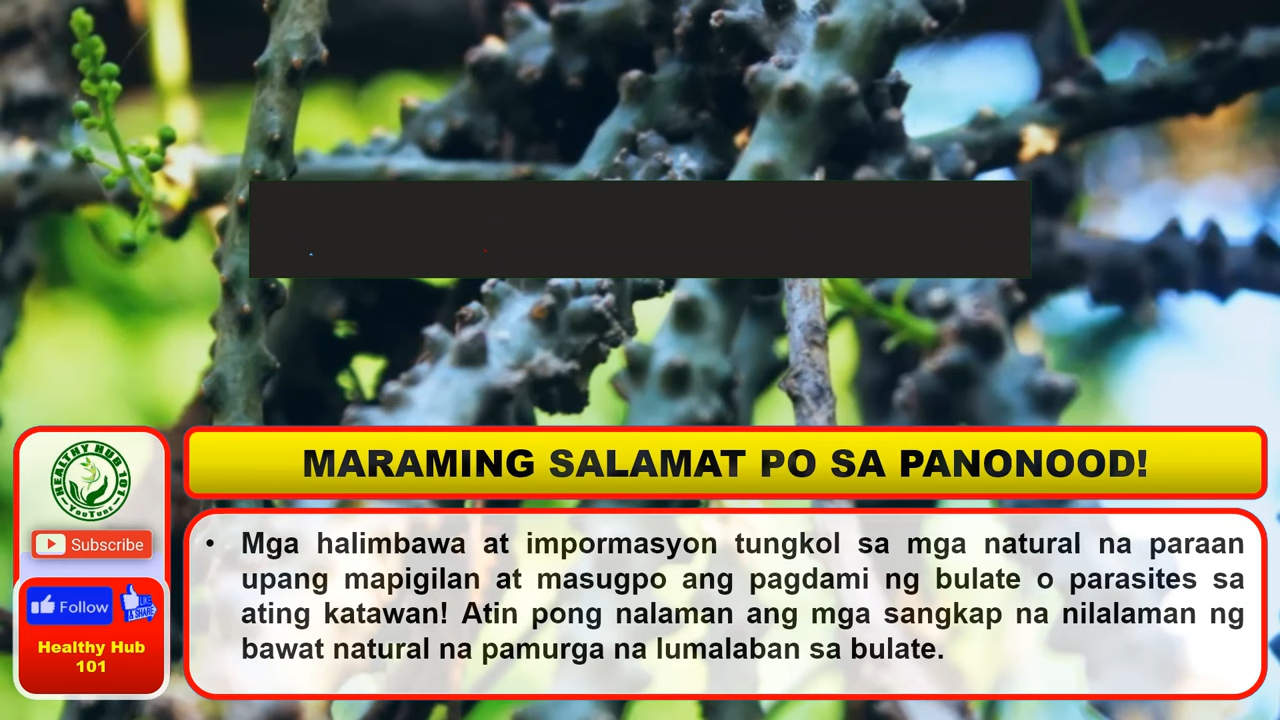 MARAMING SALAMAT PO SA PANONOOD!
HEALTHY HUB 101
YouTube
Subscribe
Follow
LIKE
& SHARE
Healthy Hub
101
• Mga halimbawa at impormasyon tungkol sa mga natural na paraan
upang mapigilan at masugpo ang pagdami ng bulate o parasites sa
ating katawan! Atin pong nalaman ang mga sangkap na nilalaman ng
bawat natural na pamurga na lumalaban sa bulate.